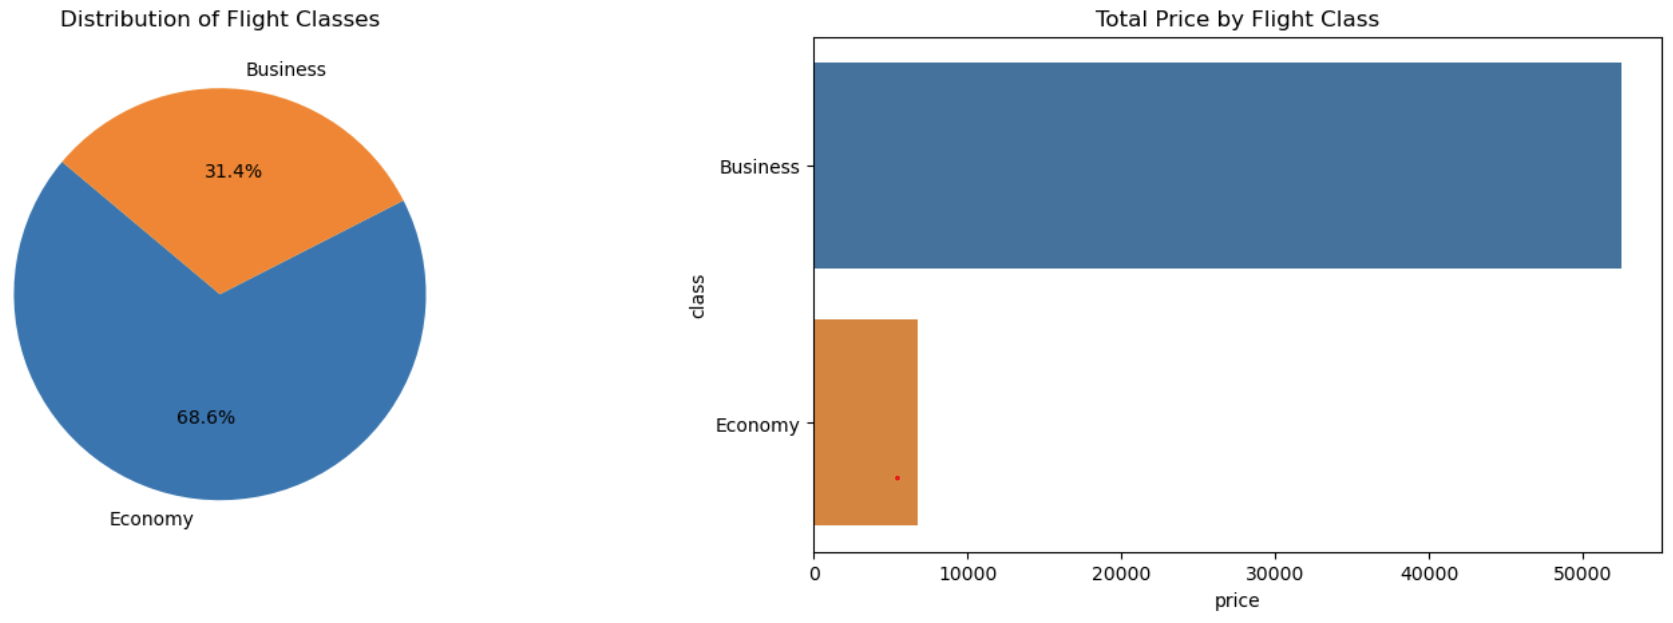 Distribution of Flight Classes
Business
31.4%
68.6%
Economy
Total Price by Flight Class
Business
Economy
class
0 10000 20000 30000 40000 50000
price